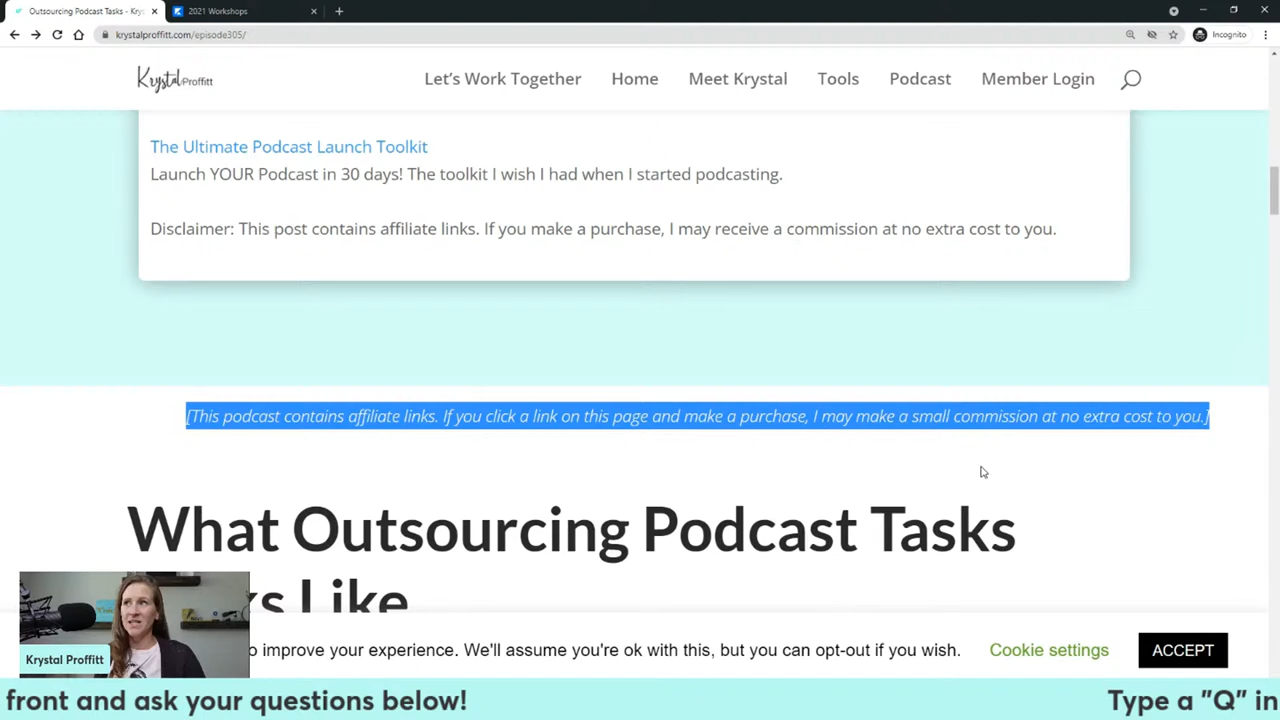 Outsourcing Podcast Tasks - Krys
2021 Workshops
krystalproffitt.com/episode305/
Incognito
Krystal Proffitt
Let's Work Together
Home
Meet Krystal
Tools
Podcast
Member Login
The Ultimate Podcast Launch Toolkit
Launch YOUR Podcast in 30 days! The toolkit I wish I had when I started podcasting.
Disclaimer: This post contains affiliate links. If you make a purchase, I may receive a commission at no extra cost to you.
[This podcast contains affiliate links. If you click a link on this page and make a purchase, I may make a small commission at no extra cost to you.]
What Outsourcing Podcast Tasks
s Like
o improve your experience. We'll assume you're ok with this, but you can opt-out if you wish.
Cookie settings
ACCEPT
Krystal Proffitt
front and ask your questions below!
Type a "Q" in